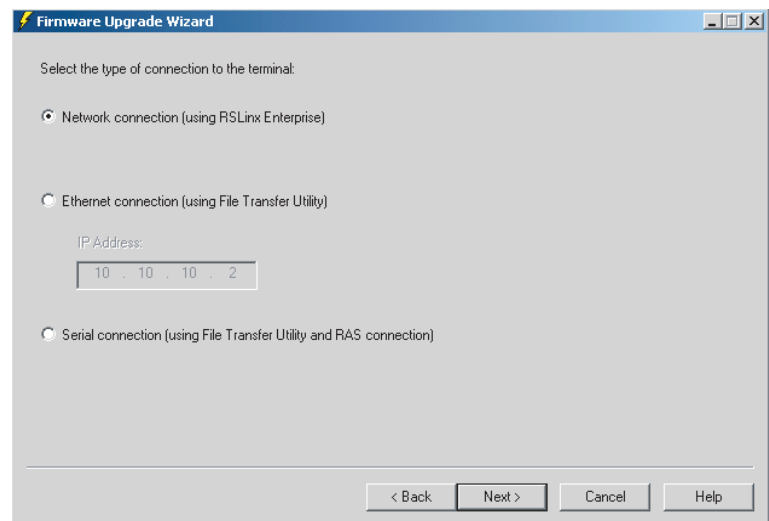 Firmware Upgrade Wizard
Select the type of connection to the terminal:
Network connection (using RSLinx Enterprise)
Ethernet connection (using File Transfer Utility)
IP Address:
10 . 10 . 10 . 2
Serial connection (using File Transfer Utility and RAS connection)
< Back Next > Cancel Help